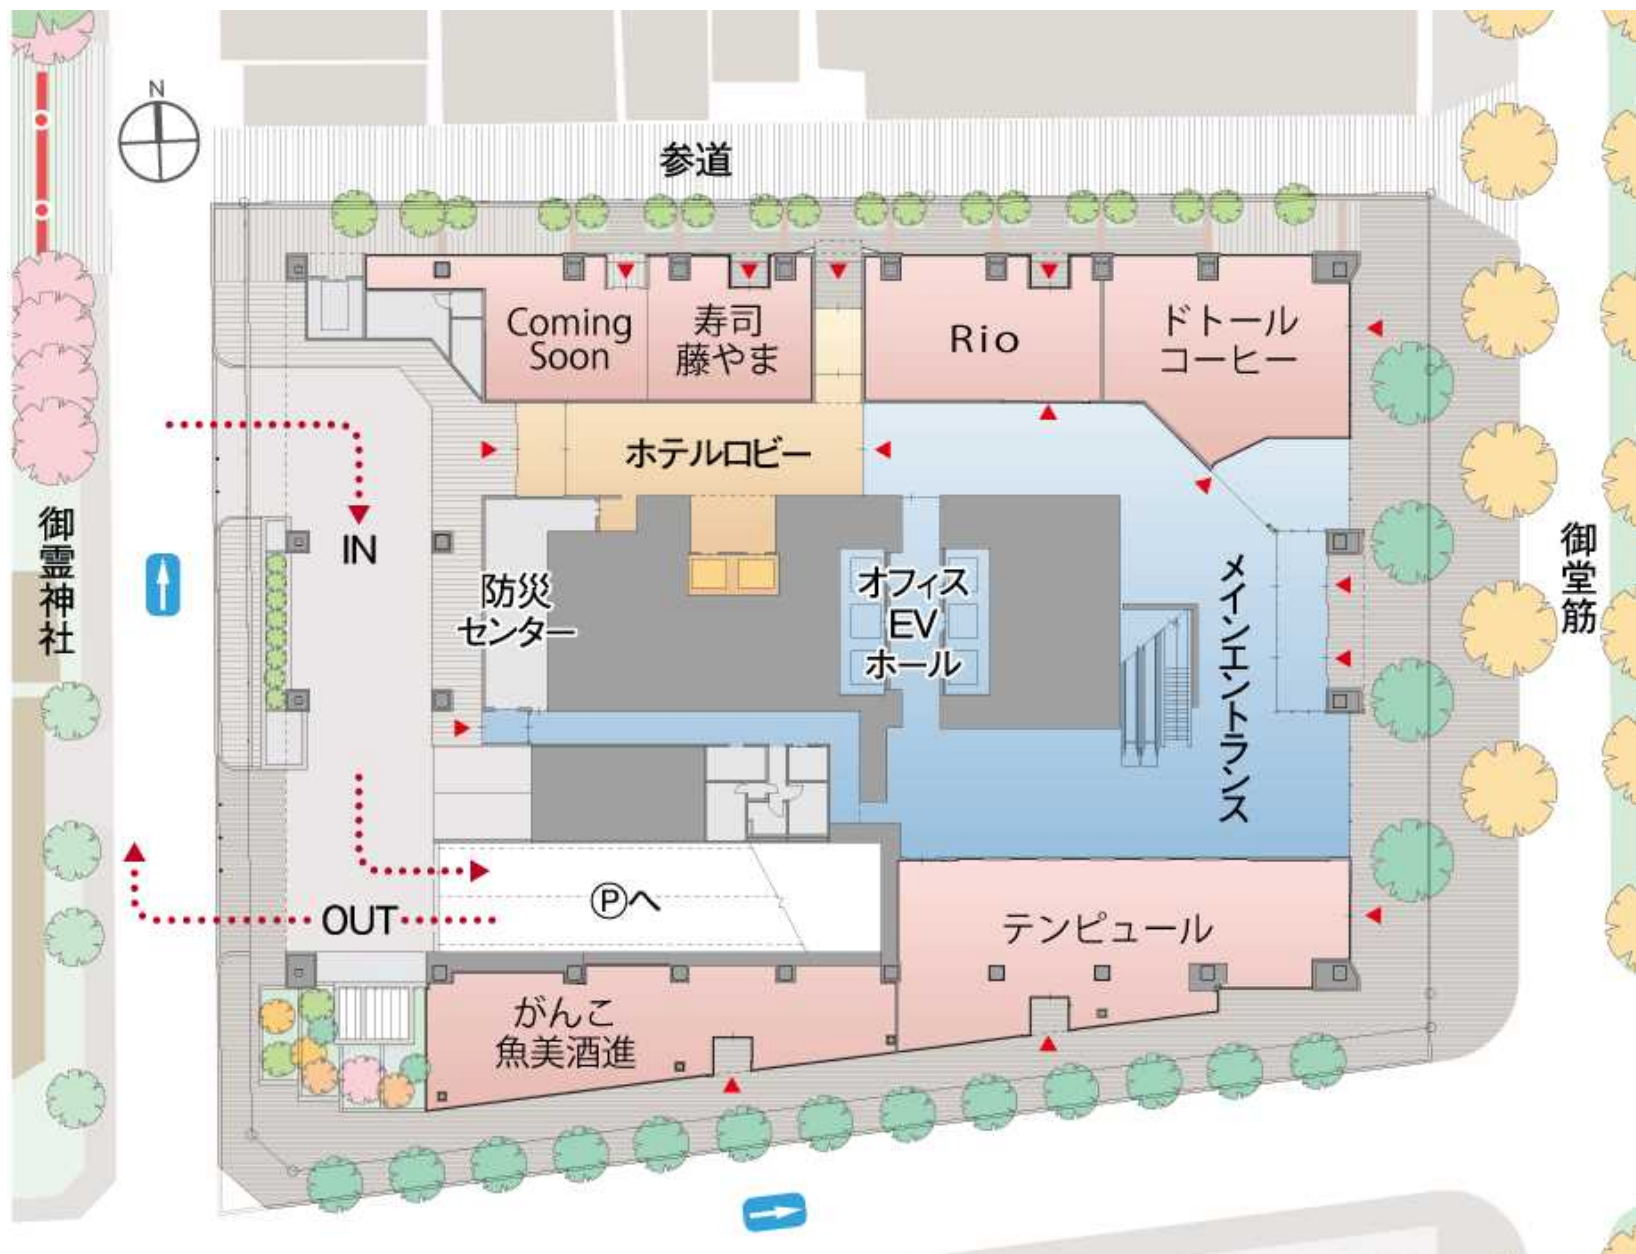 N
参道
Coming
Soon
寿司
藤やま
Rio
ドトール
コーヒー
ホテルロビー
IN
御霊神社
防災
センター
オフィス
EV
ホール
メインエントランス
御堂筋
Ⓟへ
OUT
テンピュール
がんこ
魚美酒進